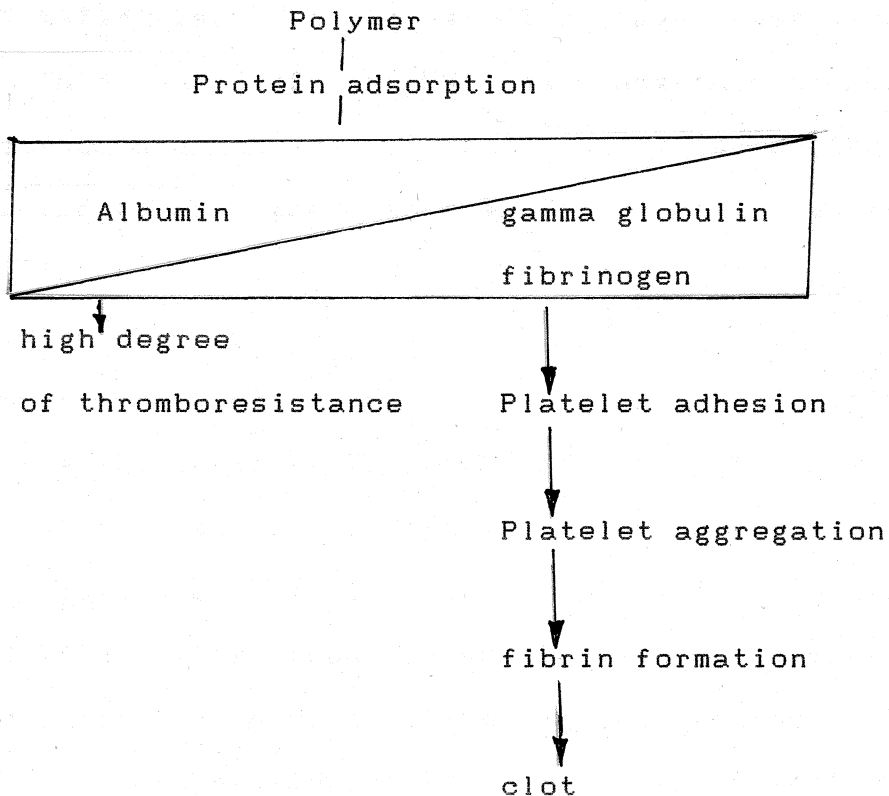 Polymer
Protein adsorption
Albumin
gamma globulin
fibrinogen
high degree
of thromboresistance
Platelet adhesion
Platelet aggregation
fibrin formation
clot